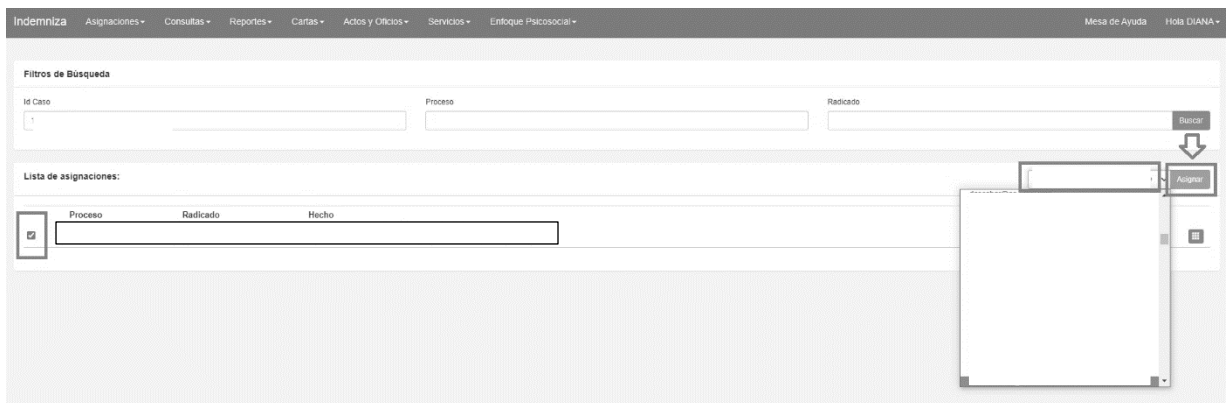 Indemniza Asignaciones Consultas Reportes Cartas Actos y Oficios Servicios Enfoque Psicosocial Mesa de Ayuda Hola DIANA
Filtros de Búsqueda
Id Caso Proceso Radicado
Buscar
Lista de asignaciones: Asignar
Proceso Radicado Hecho